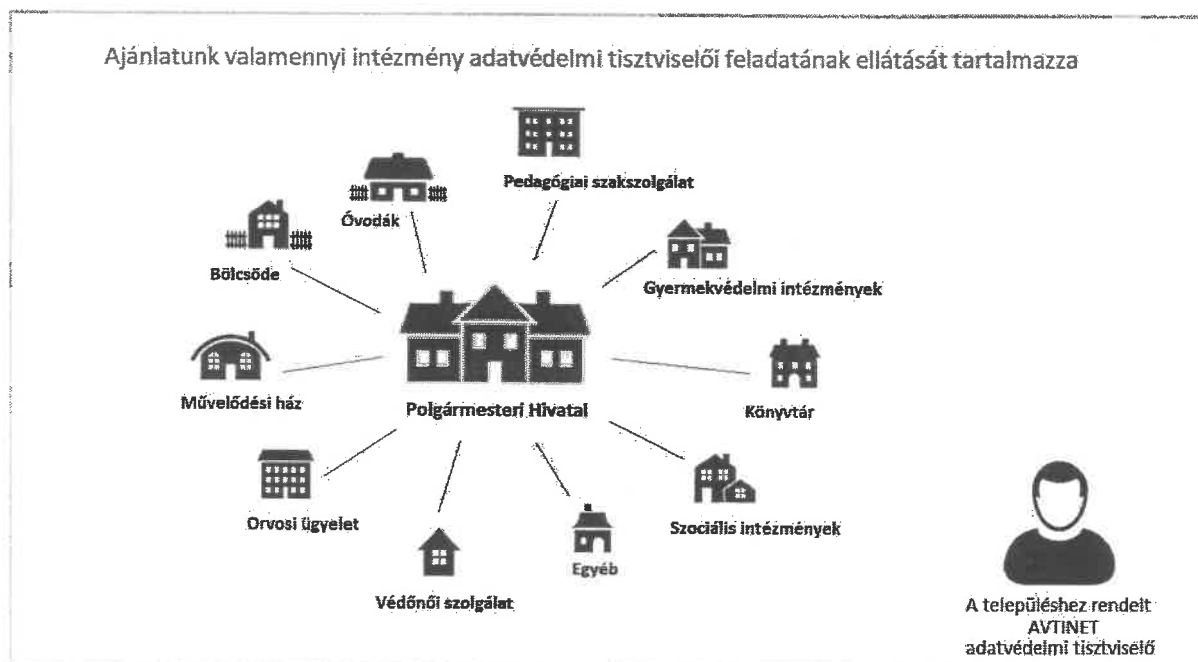 Ajánlatunk valamennyi intézmény adatvédelmi tisztviselői feladatának ellátását tartalmazza
Pedagógiai szakszolgálat
Óvodák
Bölcsőde
Gyermekvédelmi intézmények
Művelődési ház
Polgármesteri Hivatal
Könyvtár
Orvosi ügyelet
Szociális intézmények
Egyéb
Védőnői szolgálat
A településhez rendelt
AVTINET
adatvédelmi tisztviselő